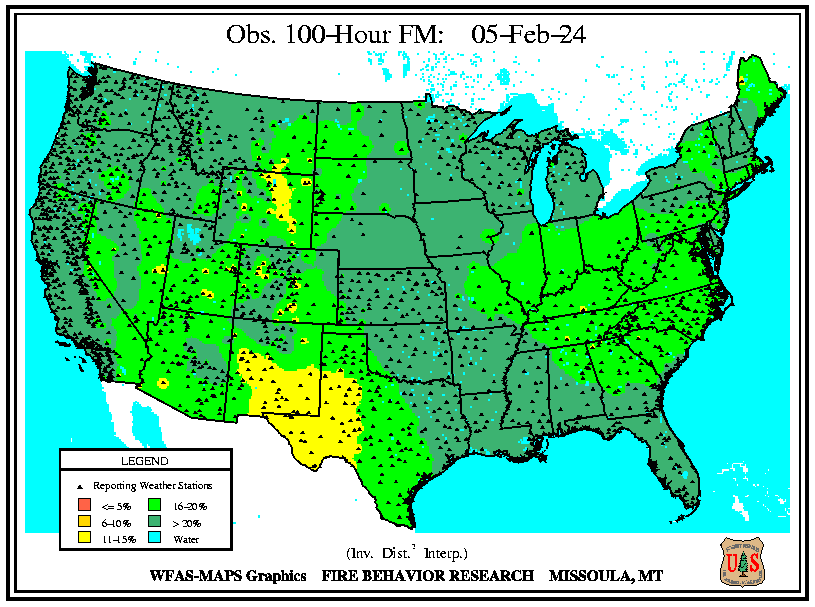 Obs. 100-Hour FM: 05-Feb-24
LEGEND
Reporting Weather Stations
<= 5% 16-20%
6-10% > 20%
11-15% Water
(Inv. Dist.² Interp.)
WFAS-MAPS Graphics FIRE BEHAVIOR RESEARCH MISSOULA, MT
UAS